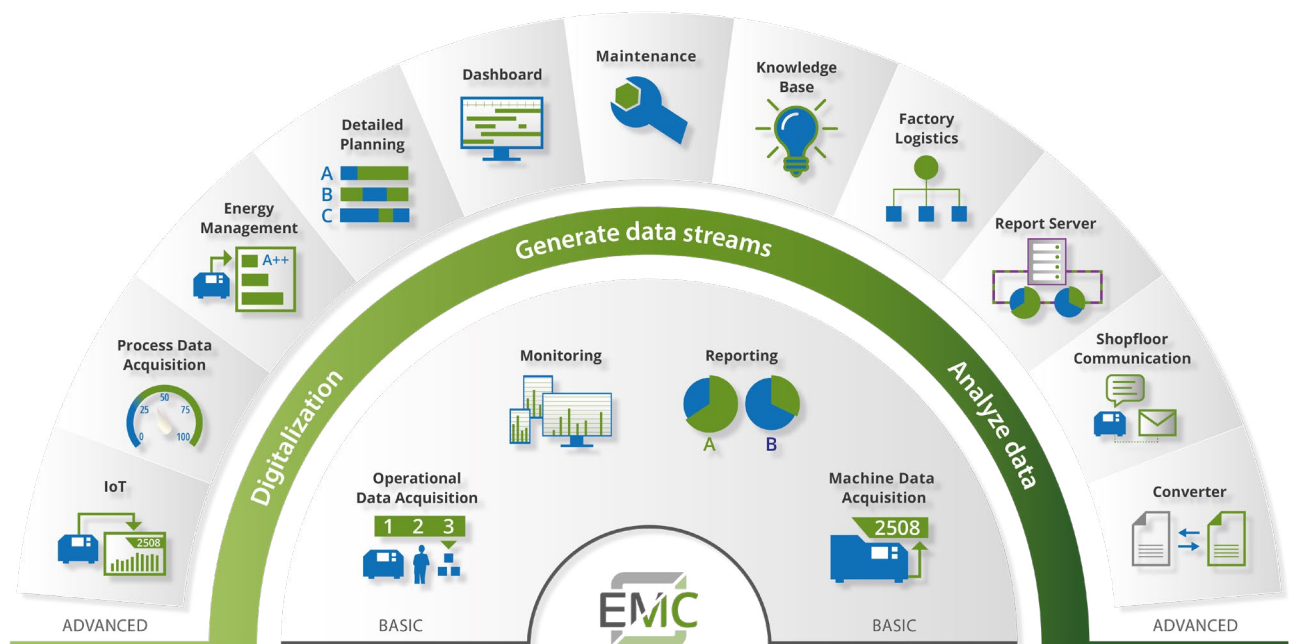 Maintenance
Dashboard
Knowledge
Base
Detailed
Planning
A
B
C
Factory
Logistics
Energy
Management
A++
Report Server
Generate data streams
Process Data
Acquisition
0
25
50
75
100
Shopfloor
Communication
Digitalization
Analyze data
Monitoring
Reporting
A
B
IoT
2508
Operational
Data Acquisition
1 2 3
Machine Data
Acquisition
2508
Converter
EMC
ADVANCED
BASIC
BASIC
ADVANCED